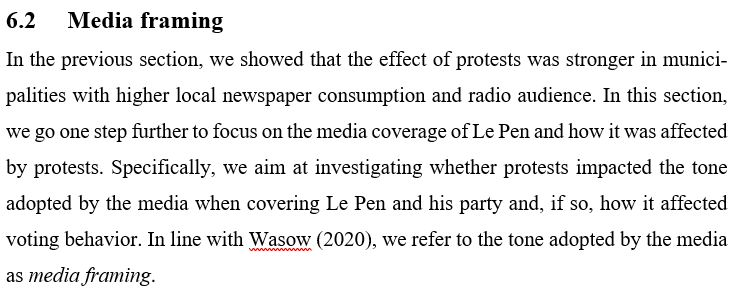 6.2 Media framing
In the previous section, we showed that the effect of protests was stronger in munici-
palities with higher local newspaper consumption and radio audience. In this section,
we go one step further to focus on the media coverage of Le Pen and how it was affected
by protests. Specifically, we aim at investigating whether protests impacted the tone
adopted by the media when covering Le Pen and his party and, if so, how it affected
voting behavior. In line with Wasow (2020), we refer to the tone adopted by the media
as media framing.